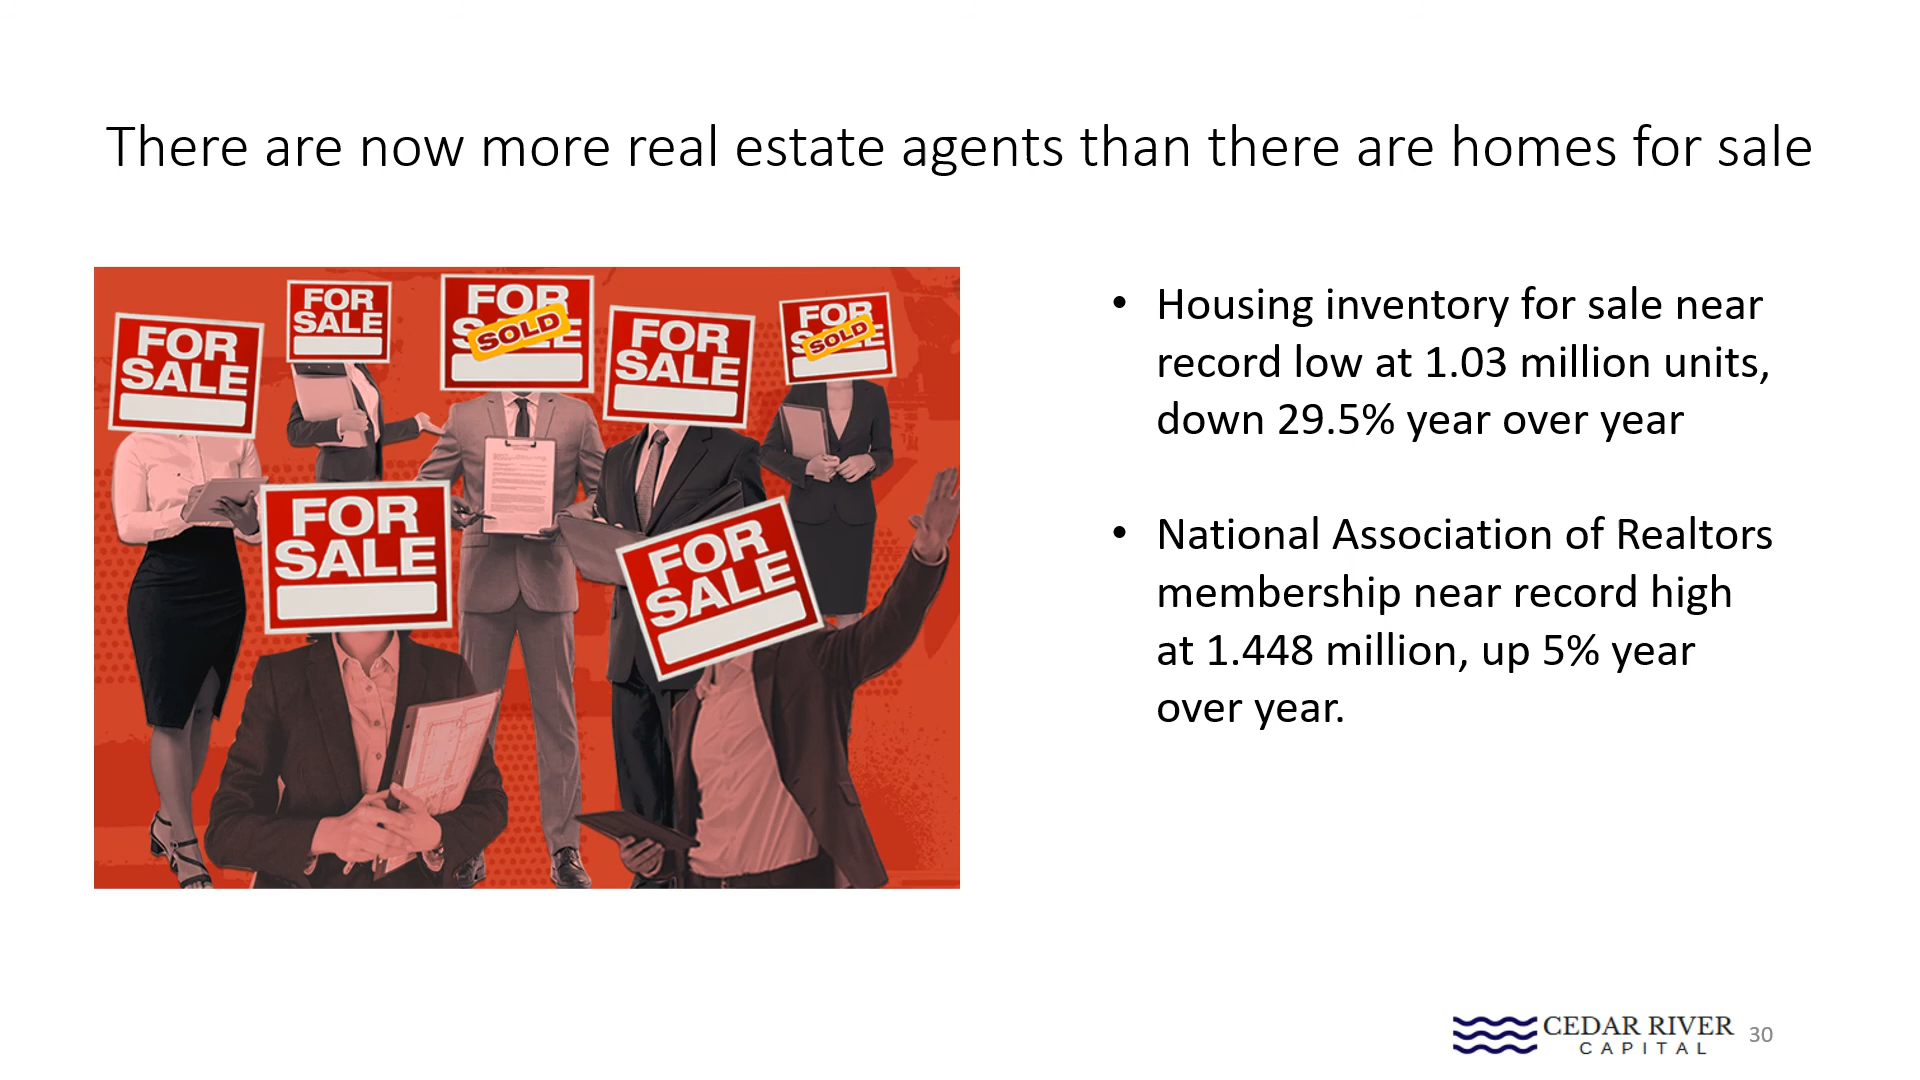 There are now more real estate agents than there are homes for sale
FOR
SALE
FOR
SALE
FOR
SALE
SOLD
FOR
SALE
FOR
SALE
SOLD
FOR
SALE
FOR
SALE
• Housing inventory for sale near
record low at 1.03 million units,
down 29.5% year over year
• National Association of Realtors
membership near record high
at 1.448 million, up 5% year
over year.
CEDAR RIVER
CAPITAL
30